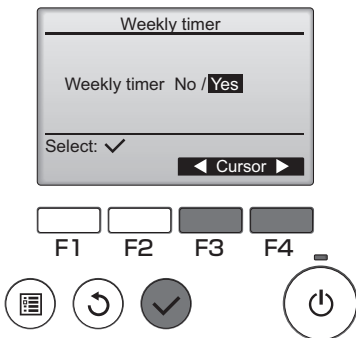 Weekly timer
Weekly timer No / Yes
Select: ✓
◀ Cursor ▶
F1 F2 F3 F4